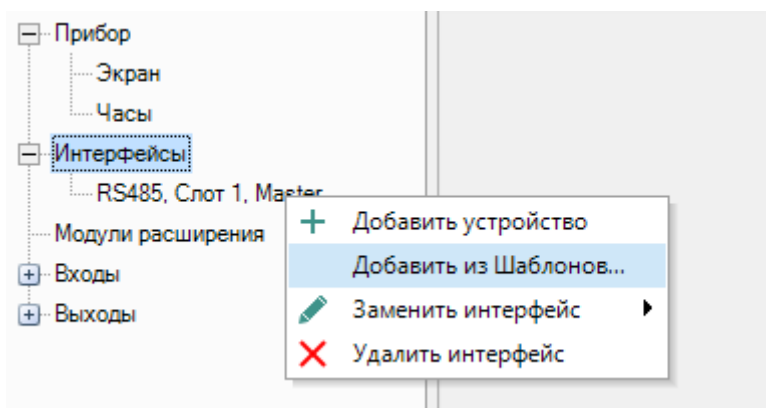 Прибор
Экран
Часы
Интерфейсы
RS485, Слот 1, Master
Модули расширения
Входы
Выходы
Добавить устройство
Добавить из Шаблонов...
Заменить интерфейс
Удалить интерфейс